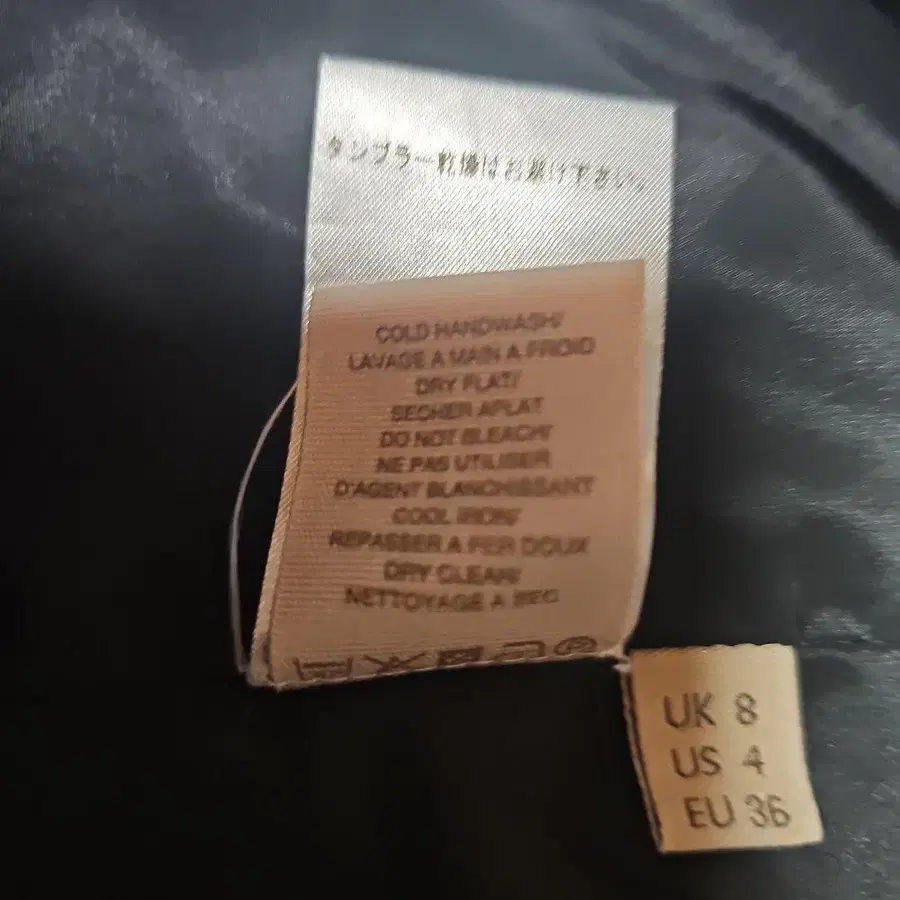 タンブラー乾燥はお避け下さい。
COLD HANDWASH/
LAVAGE A MAIN A FROID
DRY FLAT/
SECHER APLAT
DO NOT BLEACH/
NE PAS UTILISER
D'AGENT BLANCHISSANT
COOL IRON/
REPASSER A FER DOUX
DRY CLEAN/
NETTOYAGE A SEC
UK 8
US 4
EU 36